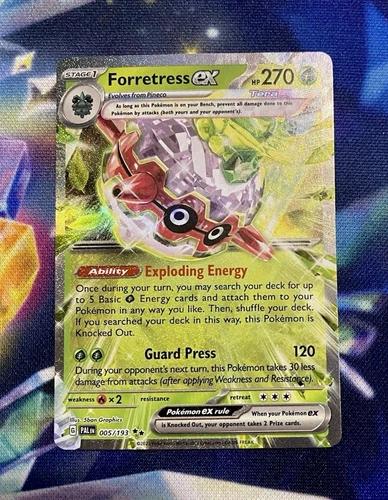 STAGE 1 Forretress ex HP 270
Evolves from Pineco Tera
As long as this Pokémon is on your Bench, prevent all damage done to this
Pokémon by attacks (both yours and your opponent's).
Ability Exploding Energy
Once during your turn, you may search your deck for up
to 5 Basic Energy cards and attach them to your
Pokémon in any way you like. Then, shuffle your deck.
If you searched your deck in this way, this Pokémon is
Knocked Out.
Guard Press 120
During your opponent's next turn, this Pokémon takes 30 less
damage from attacks (after applying Weakness and Resistance).
weakness ×2 resistance retreat
Illus. 5ban Graphics
Pokémon ex rule When your Pokémon ex
is Knocked Out, your opponent takes 2 Prize cards.
G PAL EN 005/193